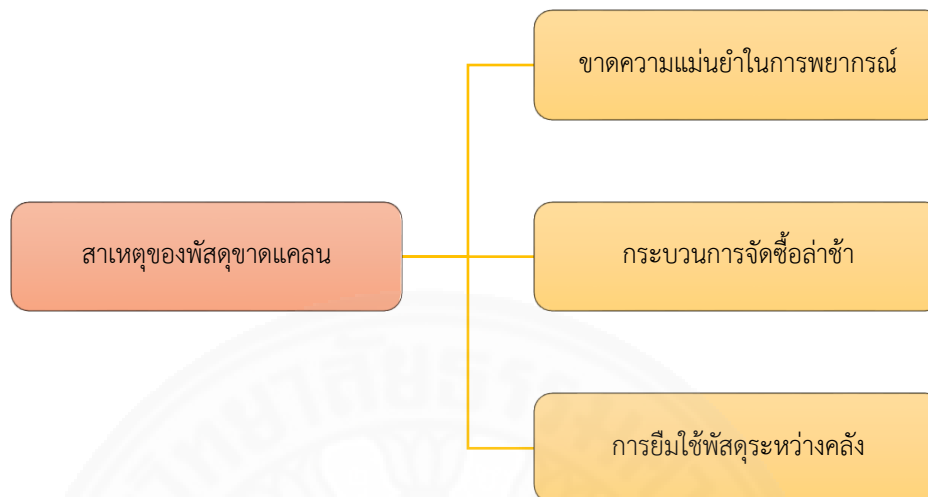 ขาดความแม่นยำในการพยากรณ์
สาเหตุของพัสดุขาดแคลน
กระบวนการจัดซื้อล่าช้า
การยืมใช้พัสดุระหว่างคลัง